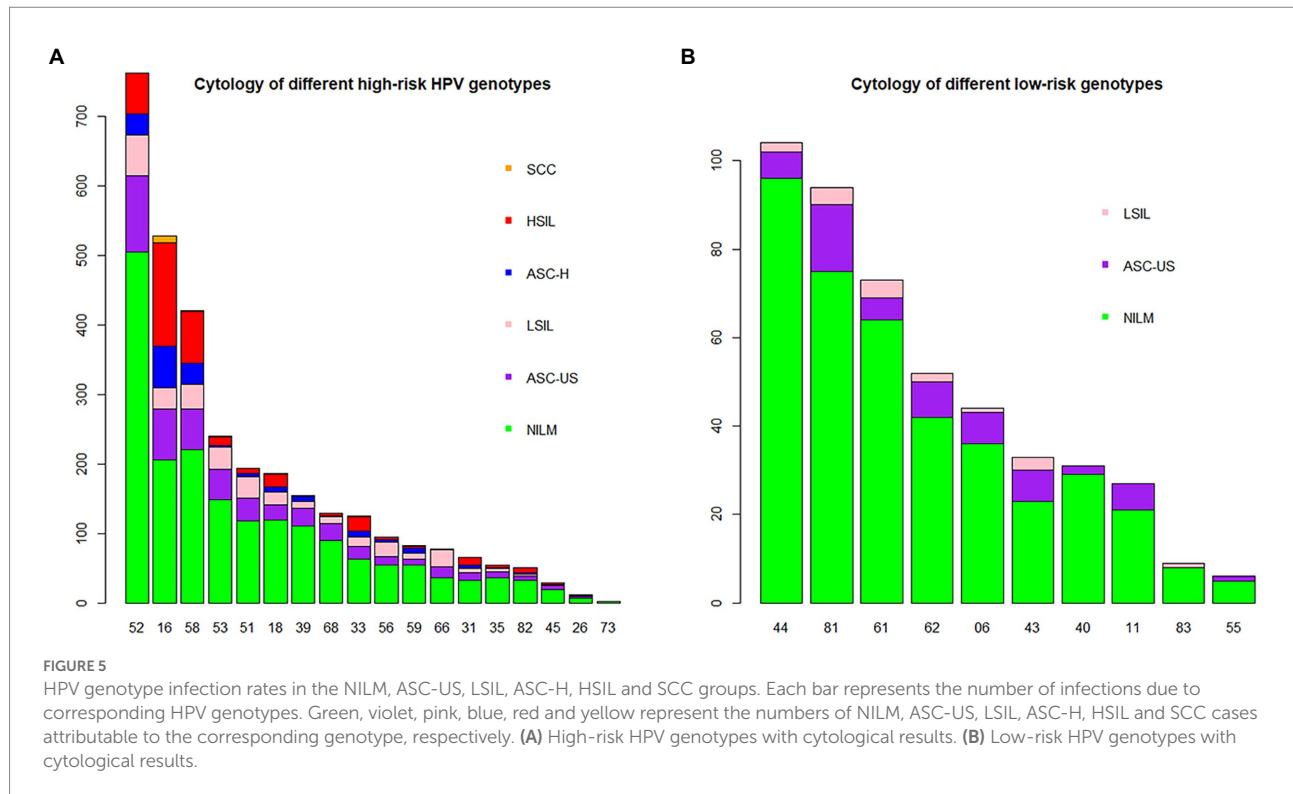 A
Cytology of different high-risk HPV genotypes
700
600
500
400
300
200
100
0
SCC
HSIL
ASC-H
LSIL
ASC-US
NILM
52 16 58 53 51 18 39 68 33 56 59 66 31 35 82 45 26 73
B
Cytology of different low-risk genotypes
100
80
60
40
20
0
LSIL
ASC-US
NILM
44 81 61 62 06 43 40 11 83 55
FIGURE 5
HPV genotype infection rates in the NILM, ASC-US, LSIL, ASC-H, HSIL and SCC groups. Each bar represents the number of infections due to
corresponding HPV genotypes. Green, violet, pink, blue, red and yellow represent the numbers of NILM, ASC-US, LSIL, ASC-H, HSIL and SCC cases
attributable to the corresponding genotype, respectively. (A) High-risk HPV genotypes with cytological results. (B) Low-risk HPV genotypes with
cytological results.